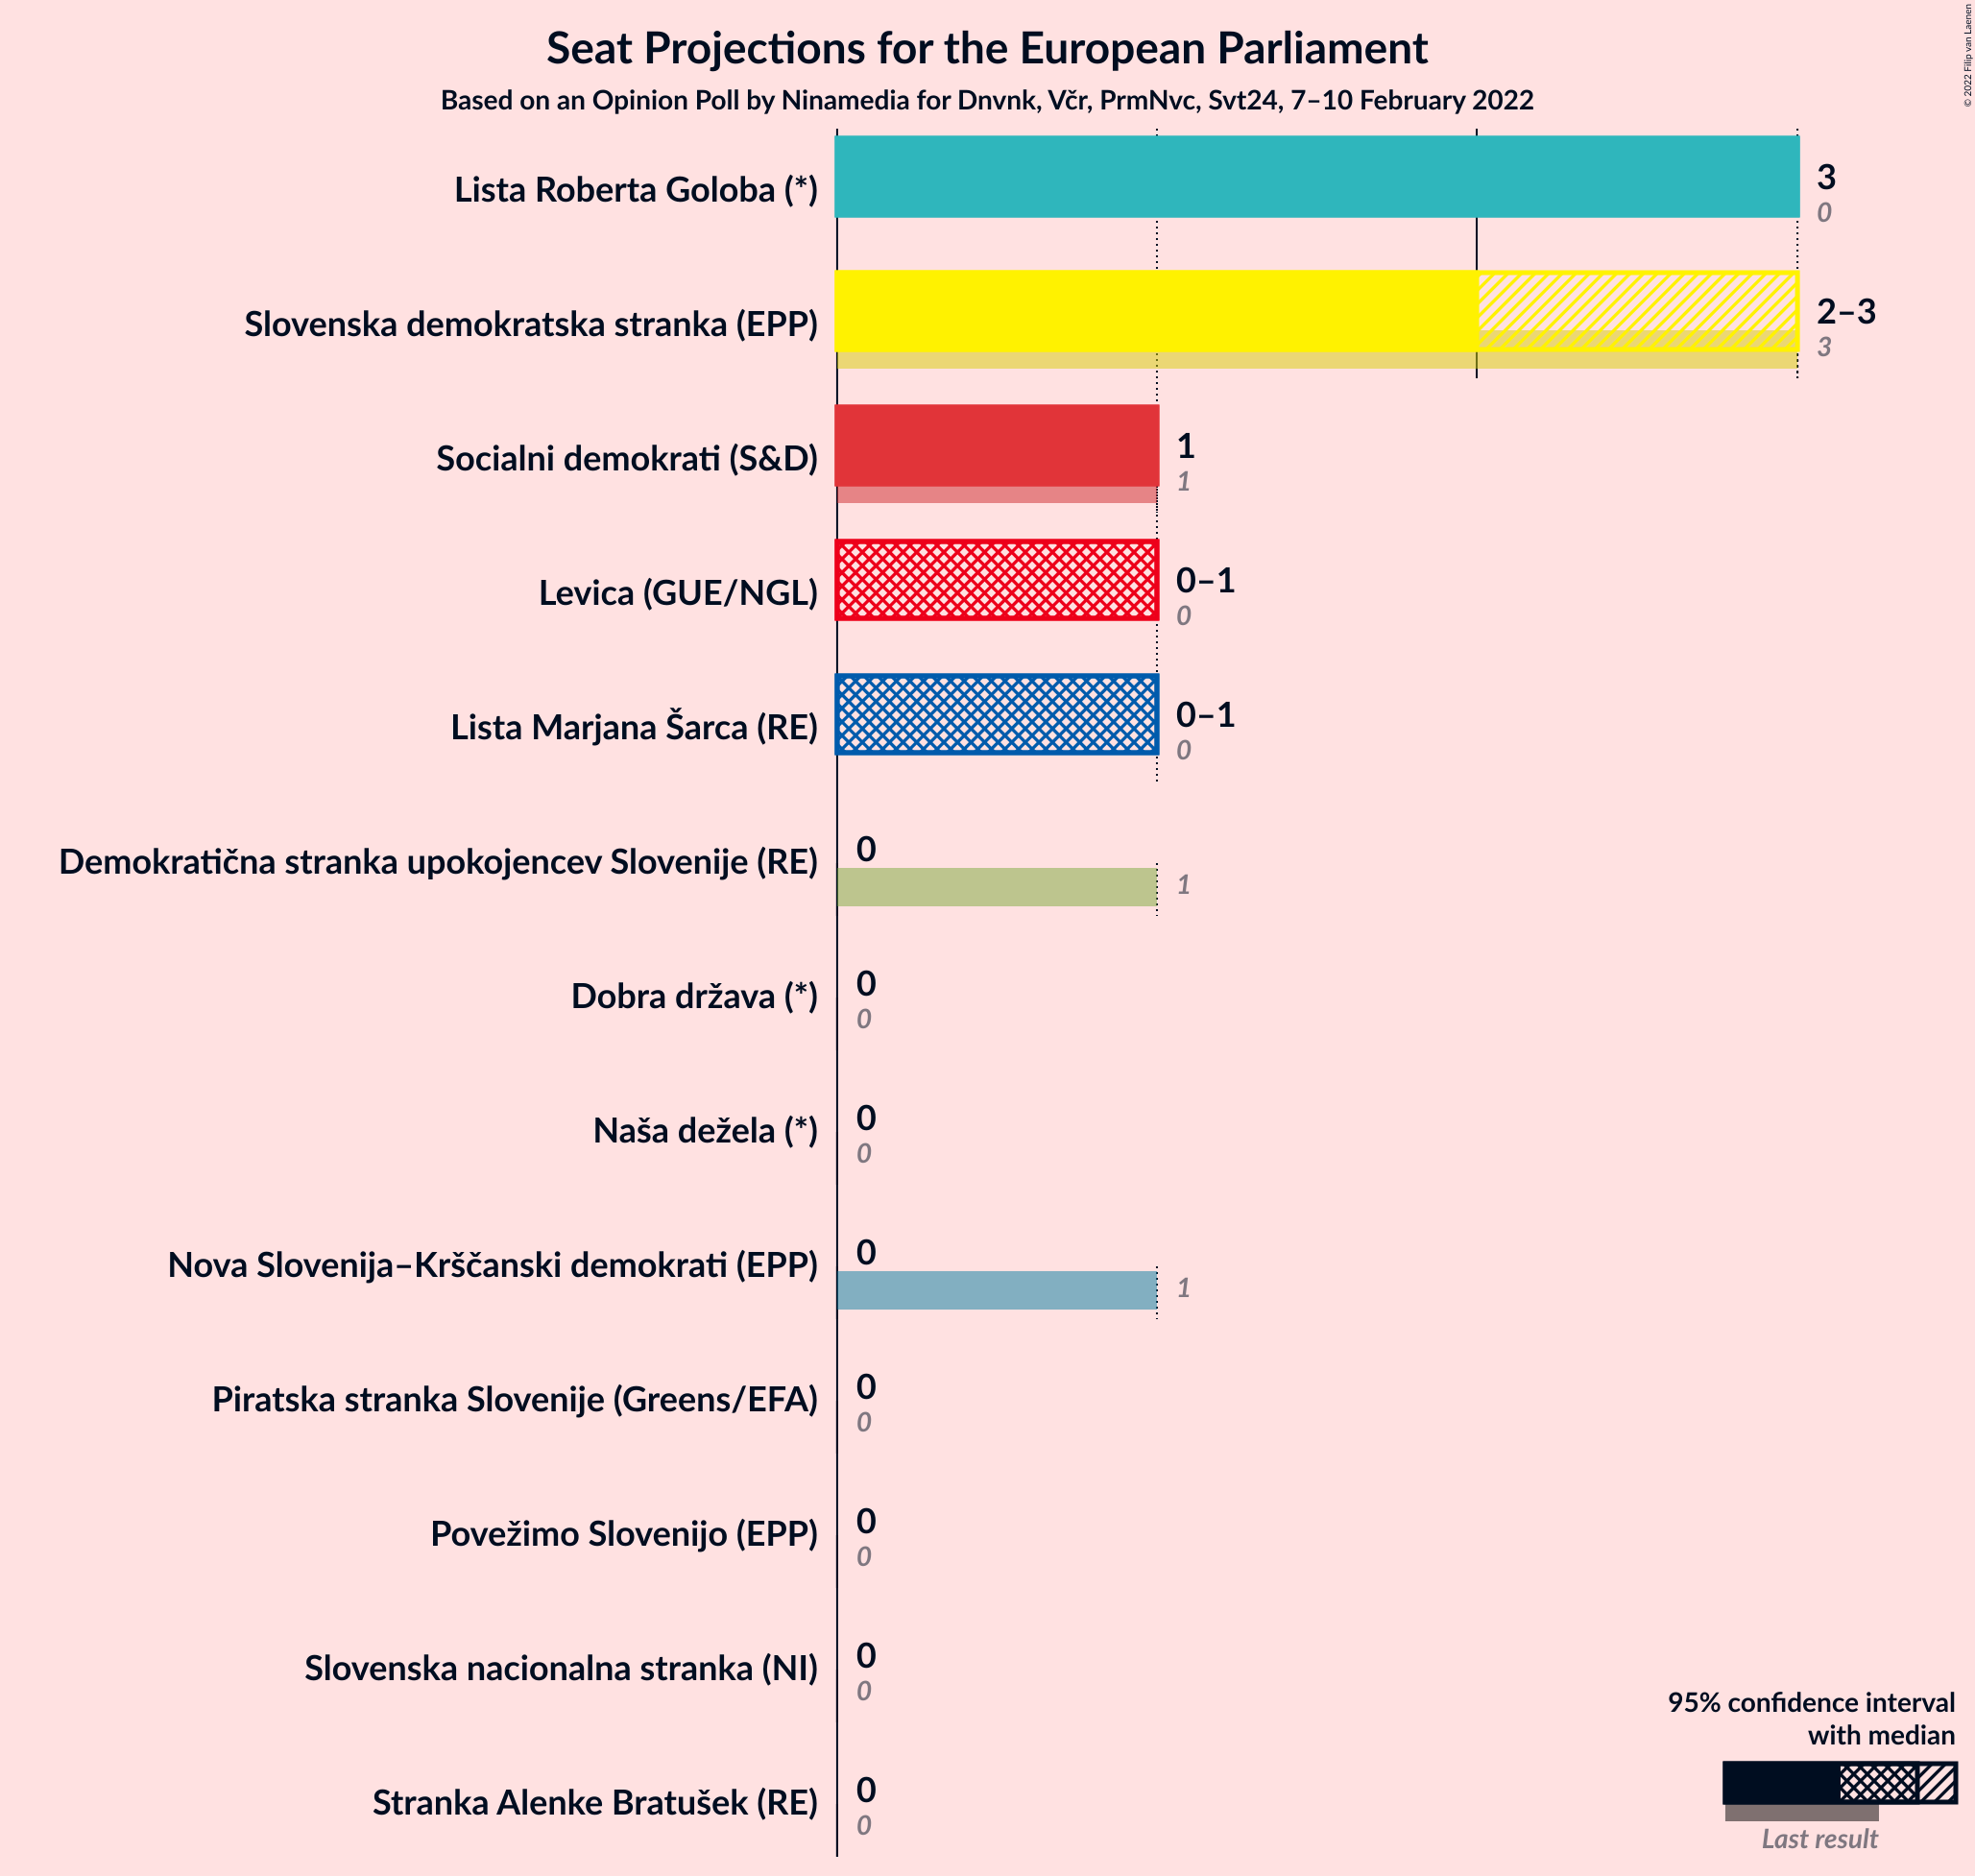 Seat Projections for the European Parliament
Based on an Opinion Poll by Ninamedia for Dnvnk, Včr, PrmNvc, Svt24, 7–10 February 2022
© 2022 Filip van Laenen
Lista Roberta Goloba (*)
3
0
Slovenska demokratska stranka (EPP)
2–3
3
Socialni demokrati (S&D)
1
1
Levica (GUE/NGL)
0–1
0
Lista Marjana Šarca (RE)
0–1
0
Demokratična stranka upokojencev Slovenije (RE)
0
1
Dobra država (*)
0
0
Naša dežela (*)
0
0
Nova Slovenija–Krščanski demokrati (EPP)
0
1
Piratska stranka Slovenije (Greens/EFA)
0
0
Povežimo Slovenijo (EPP)
0
0
Slovenska nacionalna stranka (NI)
0
0
Stranka Alenke Bratušek (RE)
0
0
95% confidence interval
with median
Last result